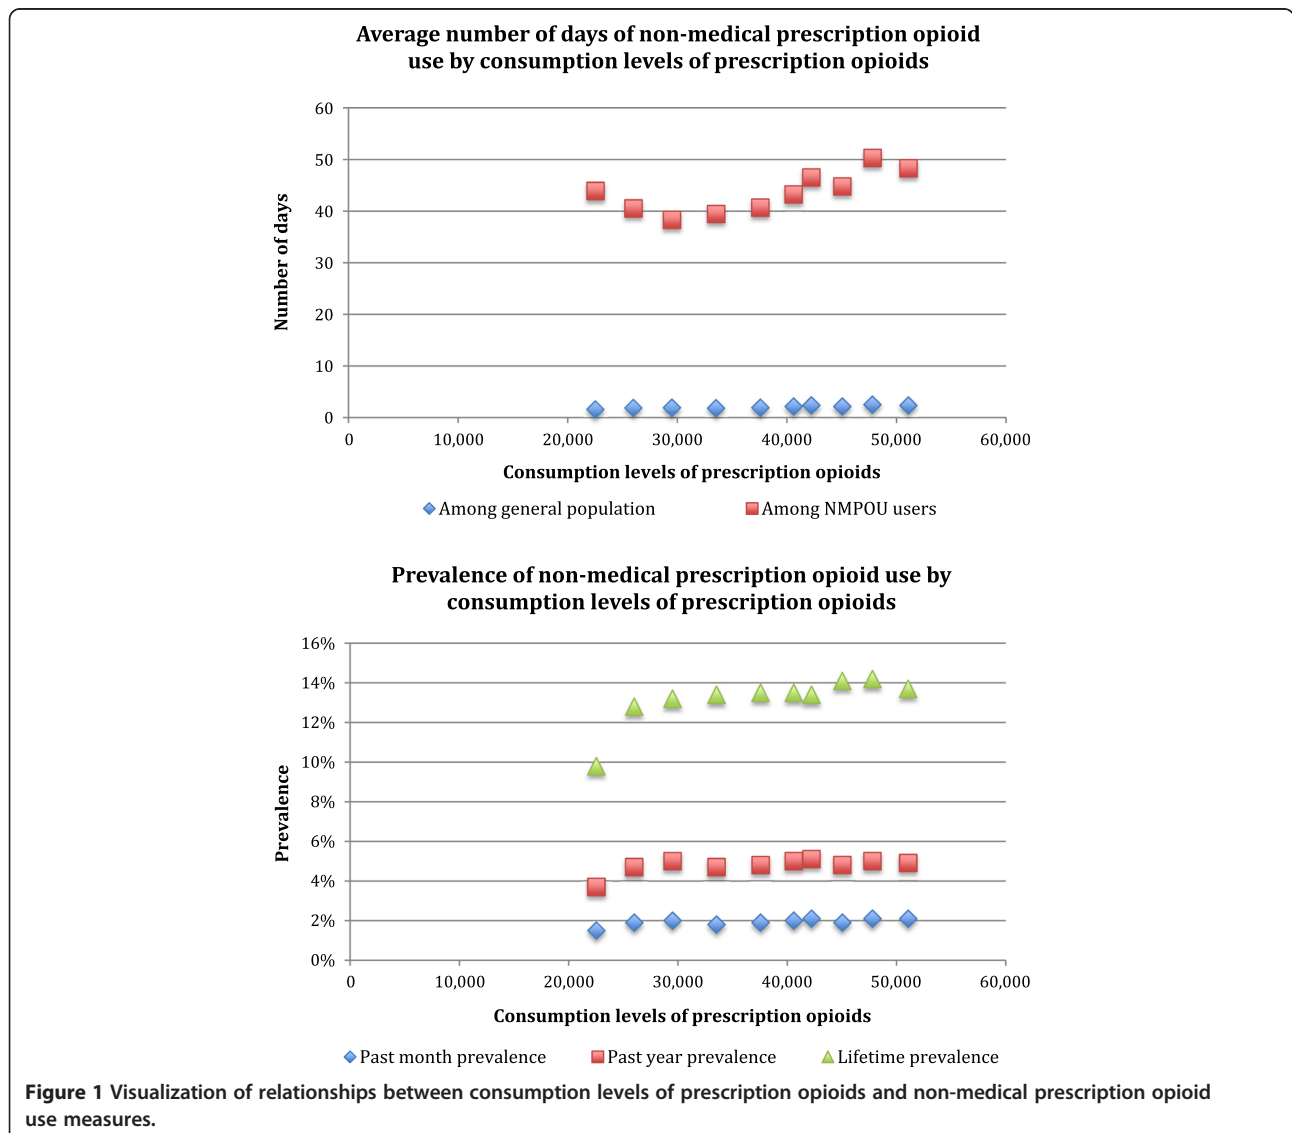 Average number of days of non-medical prescription opioid
use by consumption levels of prescription opioids
60
50
40
30
20
10
0
Number of days
0 10,000 20,000 30,000 40,000 50,000 60,000
Consumption levels of prescription opioids
Among general population Among NMPOU users
Prevalence of non-medical prescription opioid use by
consumption levels of prescription opioids
16%
14%
12%
10%
8%
6%
4%
2%
0%
Prevalence
0 10,000 20,000 30,000 40,000 50,000 60,000
Consumption levels of prescription opioids
Past month prevalence Past year prevalence Lifetime prevalence
Figure 1 Visualization of relationships between consumption levels of prescription opioids and non-medical prescription opioid
use measures.